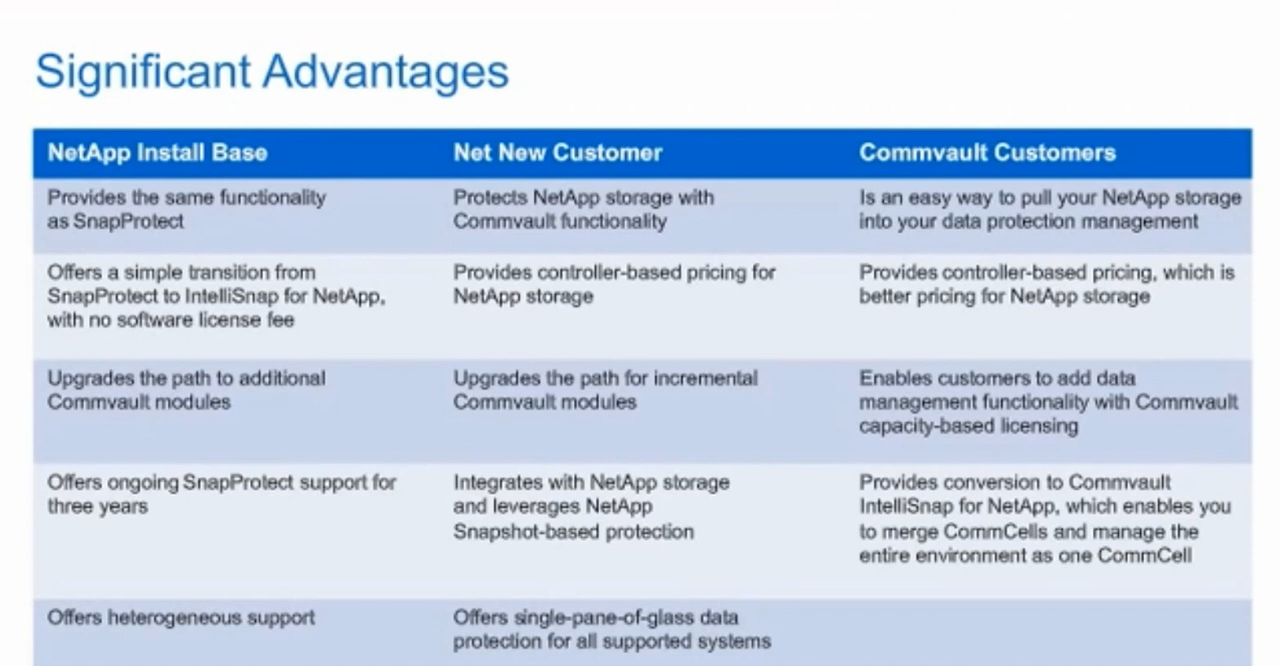 Significant Advantages
NetApp Install Base
Net New Customer
Commvault Customers
Provides the same functionality
as SnapProtect
Protects NetApp storage with
Commvault functionality
Is an easy way to pull your NetApp storage
into your data protection management
Offers a simple transition from
SnapProtect to IntelliSnap for NetApp,
with no software license fee
Provides controller-based pricing for
NetApp storage
Provides controller-based pricing, which is
better pricing for NetApp storage
Upgrades the path to additional
Commvault modules
Upgrades the path for incremental
Commvault modules
Enables customers to add data
management functionality with Commvault
capacity-based licensing
Offers ongoing SnapProtect support for
three years
Integrates with NetApp storage
and leverages NetApp
Snapshot-based protection
Provides conversion to Commvault
IntelliSnap for NetApp, which enables you
to merge CommCells and manage the
entire environment as one CommCell
Offers heterogeneous support
Offers single-pane-of-glass data
protection for all supported systems